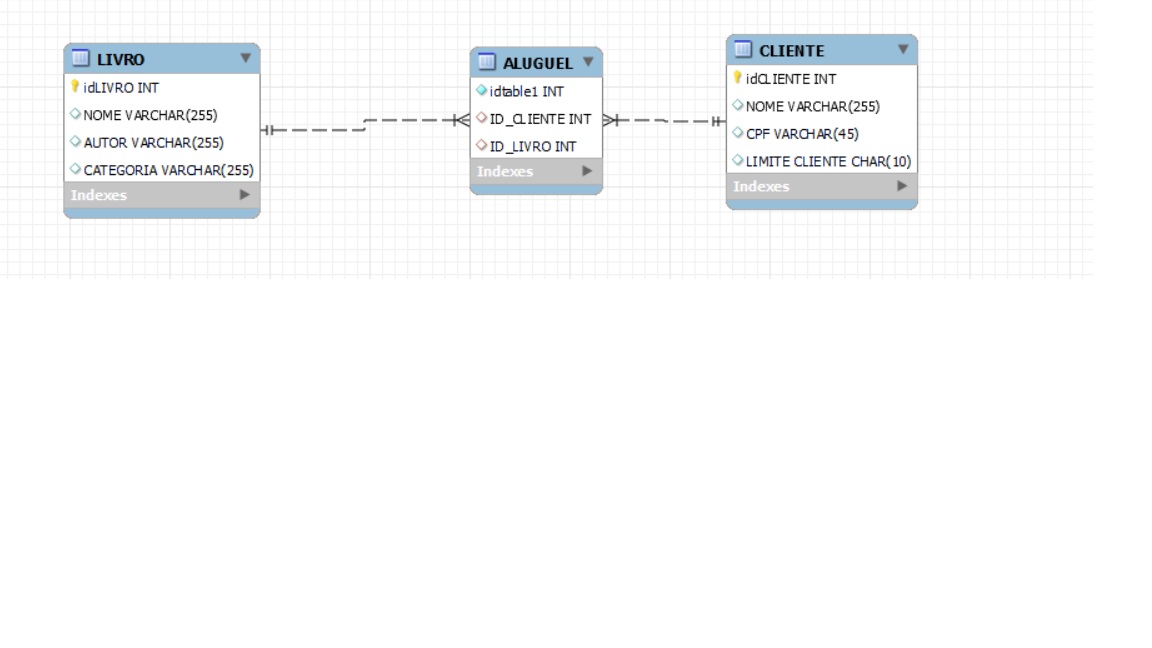 LIVRO
idLIVRO INT
NOME VARCHAR(255)
AUTOR VARCHAR(255)
CATEGORIA VARCHAR(255)
Indexes
ALUGUEL
idtable1 INT
ID_CLIENTE INT
ID_LIVRO INT
Indexes
CLIENTE
idCLIENTE INT
NOME VARCHAR(255)
CPF VARCHAR(45)
LIMITE CLIENTE CHAR(10)
Indexes